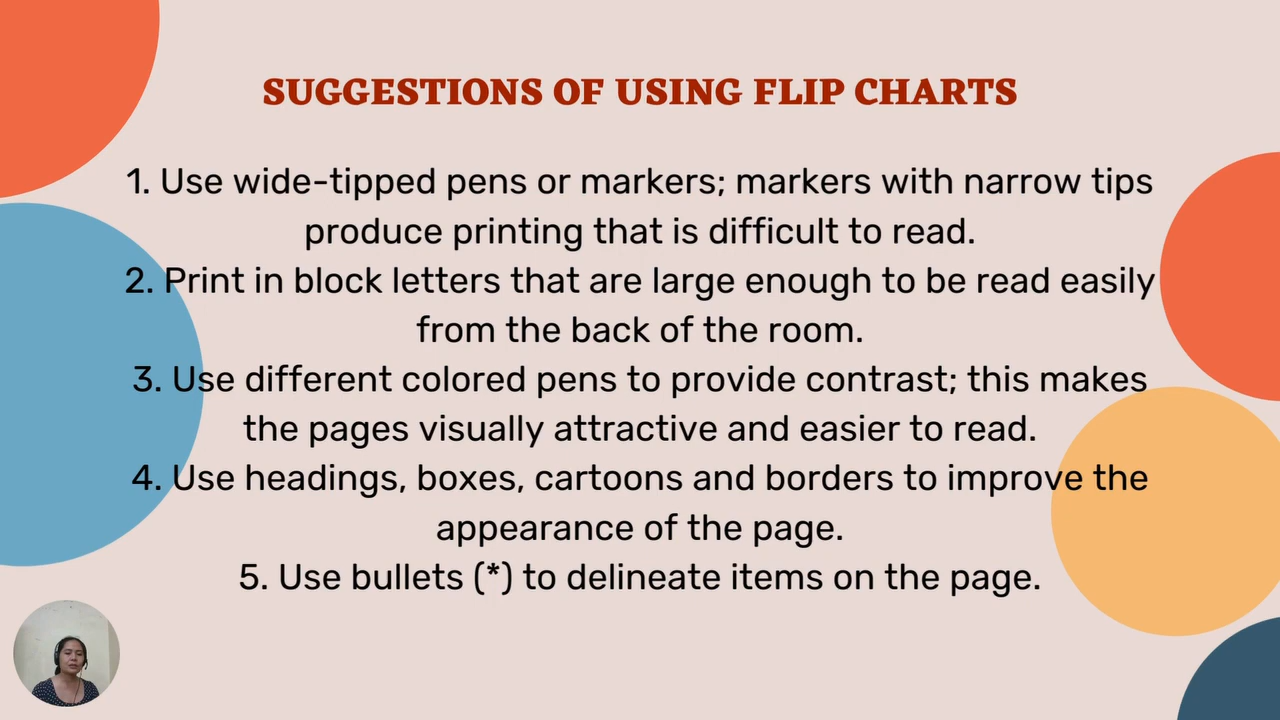 SUGGESTIONS OF USING FLIP CHARTS
1. Use wide-tipped pens or markers; markers with narrow tips
produce printing that is difficult to read.
2. Print in block letters that are large enough to be read easily
from the back of the room.
3. Use different colored pens to provide contrast; this makes
the pages visually attractive and easier to read.
4. Use headings, boxes, cartoons and borders to improve the
appearance of the page.
5. Use bullets (*) to delineate items on the page.